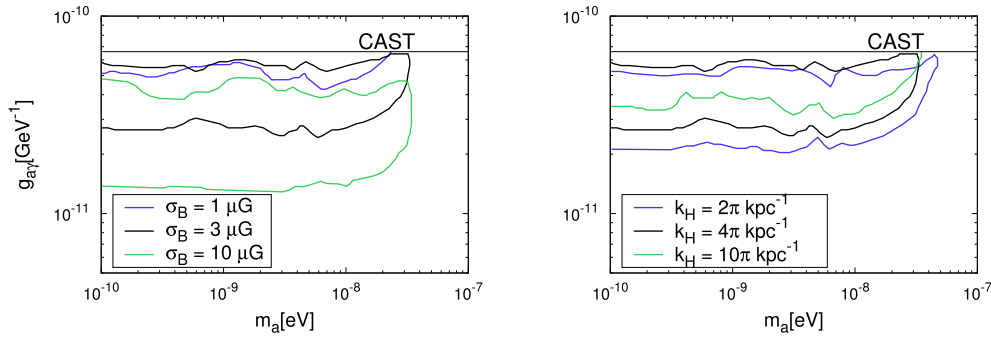 10⁻¹⁰
10⁻¹¹
g_aγ[GeV⁻¹]
CAST
σ_B = 1 μG
σ_B = 3 μG
σ_B = 10 μG
10⁻¹⁰ 10⁻⁹ 10⁻⁸ 10⁻⁷
m_a[eV]
10⁻¹⁰
10⁻¹¹
CAST
k_H = 2π kpc⁻¹
k_H = 4π kpc⁻¹
k_H = 10π kpc⁻¹
10⁻¹⁰ 10⁻⁹ 10⁻⁸ 10⁻⁷
m_a[eV]